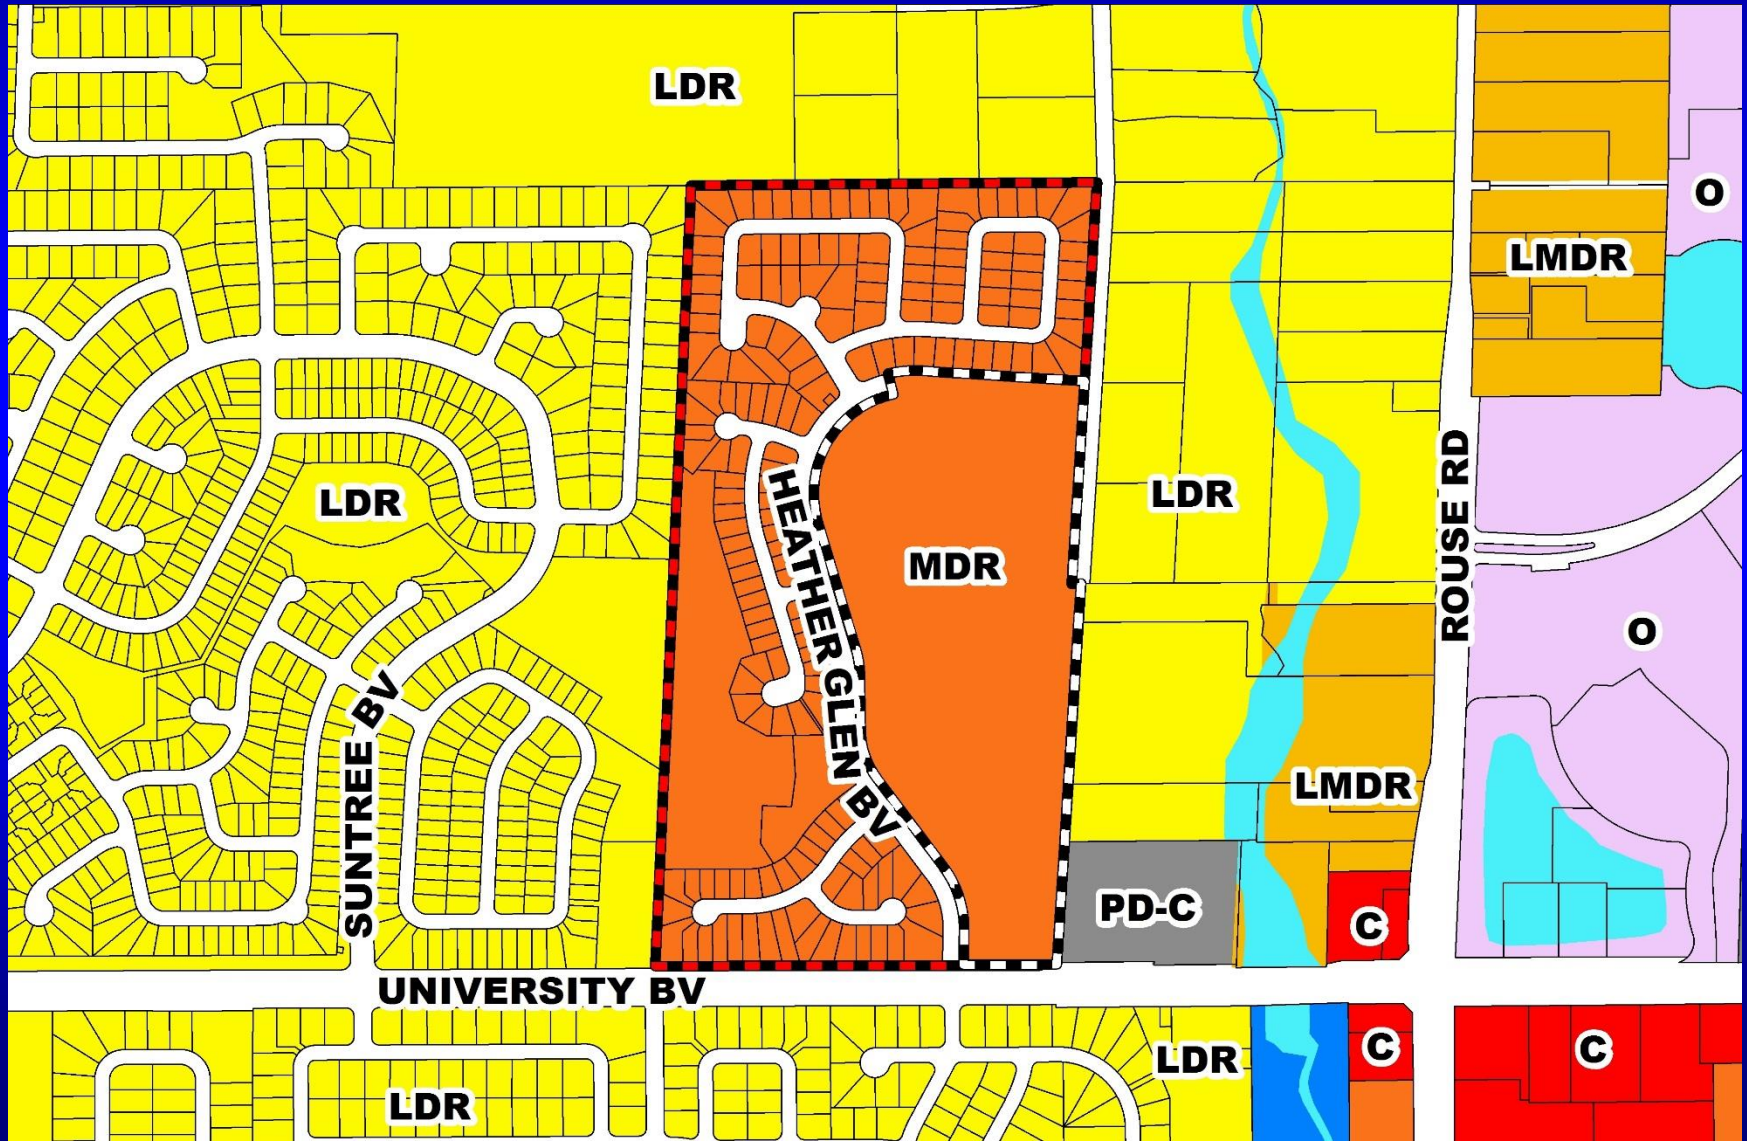 LDR
O
LMDR
LDR
LDR
ROUSE RD
MDR
HEATHER GLEN BV
O
SUNTREE BV
LMDR
PD-C
C
UNIVERSITY BV
C
C
LDR
LDR